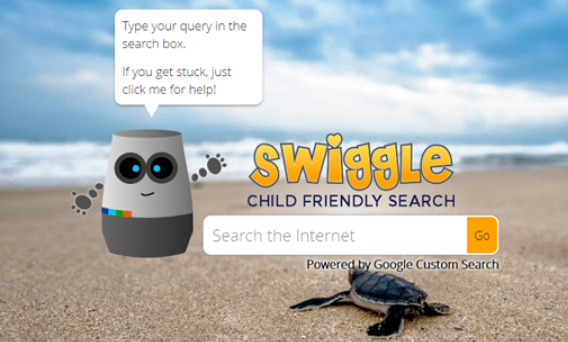 Type your query in the
search box.
If you get stuck, just
click me for help!
swiggle
CHILD FRIENDLY SEARCH
Search the Internet
Go
Powered by Google Custom Search